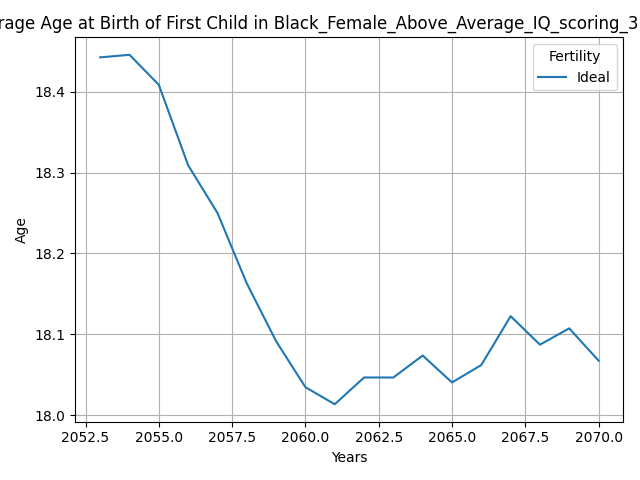 rage Age at Birth of First Child in Black_Female_Above_Average_IQ_scoring_3
Fertility
Ideal
18.4
18.3
18.2
18.1
18.0
Age
2052.5 2055.0 2057.5 2060.0 2062.5 2065.0 2067.5 2070.0
Years